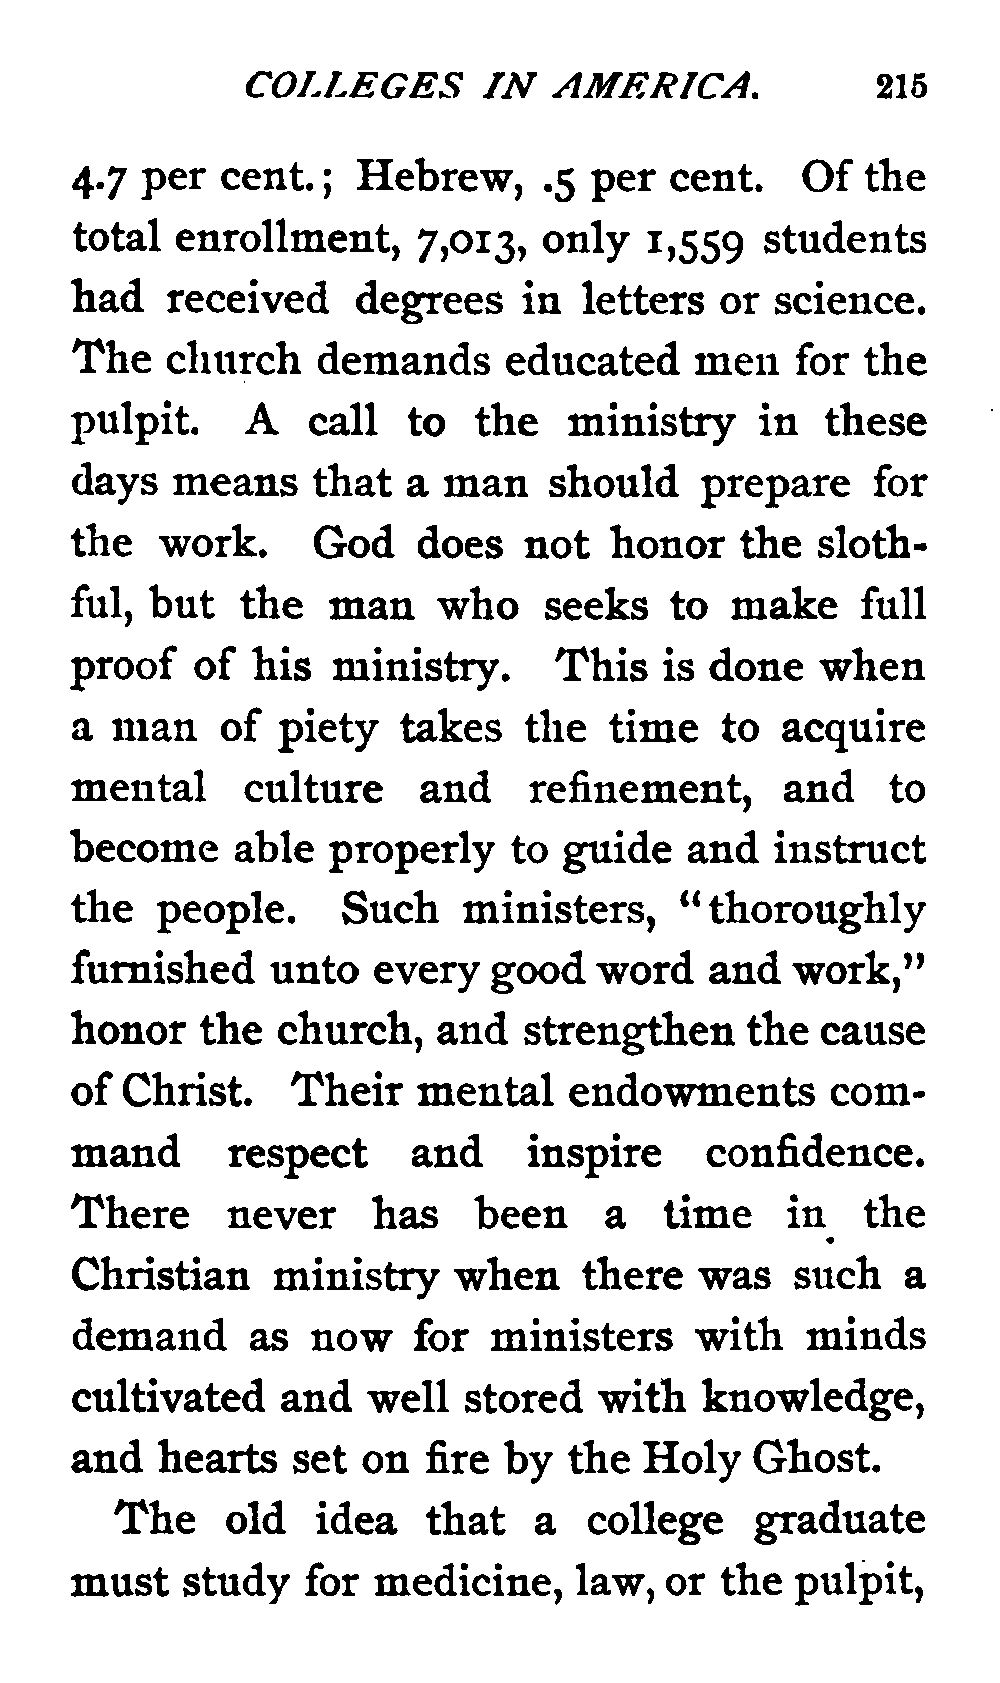 COLLEGES IN AMERICA. 215
4.7 per cent.; Hebrew, .5 per cent. Of the
total enrollment, 7,013, only 1,559 students
had received degrees in letters or science.
The church demands educated men for the
pulpit. A call to the ministry in these
days means that a man should prepare for
the work. God does not honor the sloth-
ful, but the man who seeks to make full
proof of his ministry. This is done when
a man of piety takes the time to acquire
mental culture and refinement, and to
become able properly to guide and instruct
the people. Such ministers, "thoroughly
furnished unto every good word and work,"
honor the church, and strengthen the cause
of Christ. Their mental endowments com-
mand respect and inspire confidence.
There never has been a time in the
Christian ministry when there was such a
demand as now for ministers with minds
cultivated and well stored with knowledge,
and hearts set on fire by the Holy Ghost.
The old idea that a college graduate
must study for medicine, law, or the pulpit,